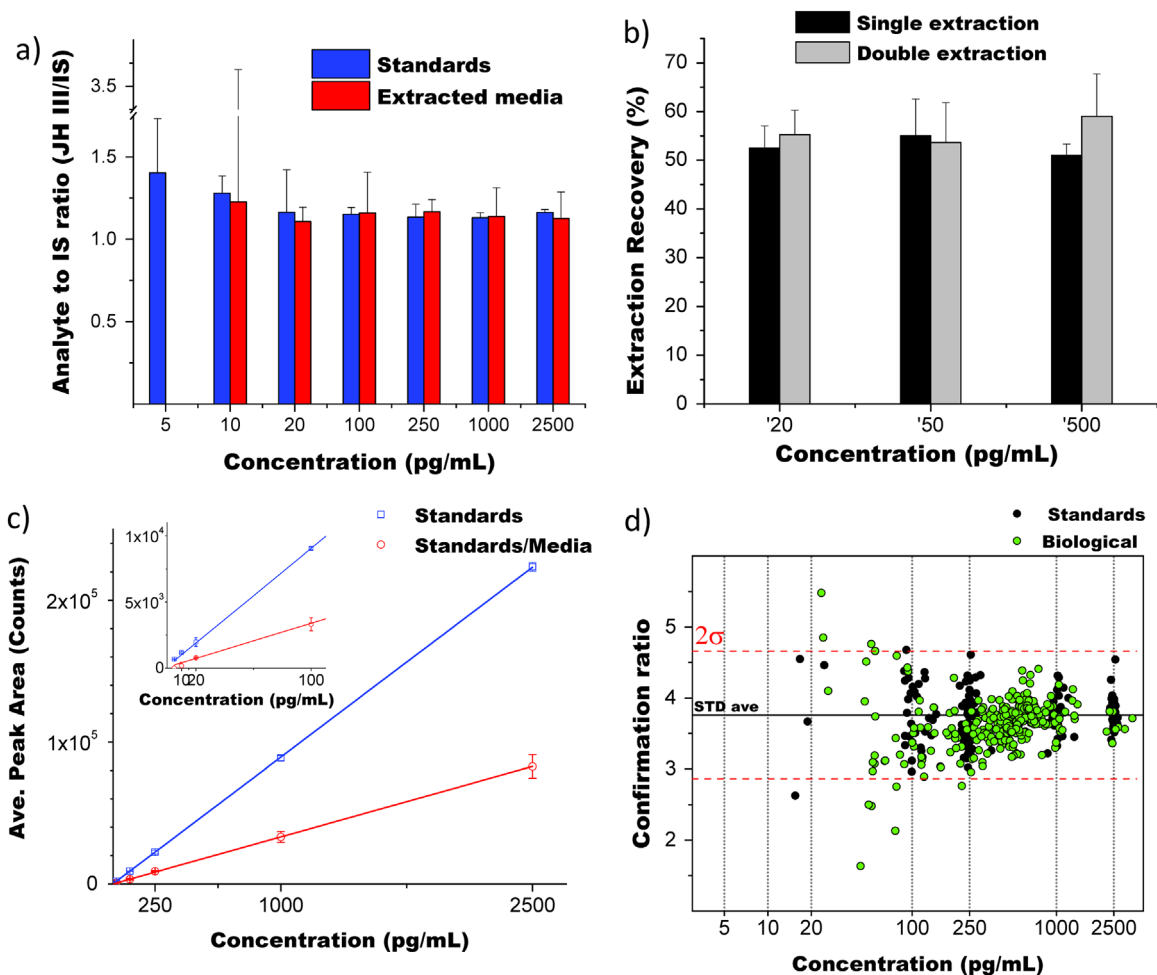 a)
Standards
Extracted media
Analyte to IS ratio (JH III/IS)
3.5
1.5
1.0
0.5
5 10 20 100 250 1000 2500
Concentration (pg/mL)
b)
Single extraction
Double extraction
Extraction Recovery (%)
70
60
50
40
30
20
10
0
'20 '50 '500
Concentration (pg/mL)
c)
Standards
Standards/Media
Ave. Peak Area (Counts)
2x10⁵
1x10⁵
0
250 1000 2500
Concentration (pg/mL)
1x10⁴
5x10³
0
1020 100
Concentration (pg/mL)
d)
Standards
Biological
Confirmation ratio
5
4
3
2
2σ
STD ave
5 10 20 100 250 1000 2500
Concentration (pg/mL)